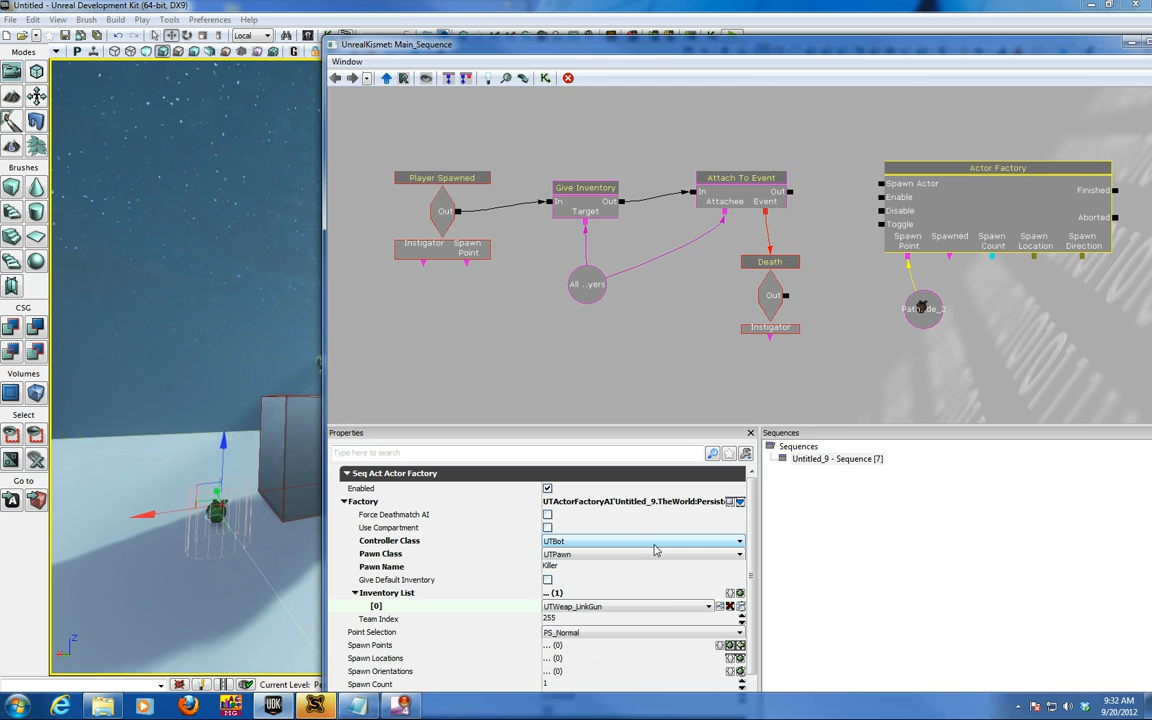 Untitled - Unreal Development Kit (64-bit, DX9)
File Edit View Brush Build Play Tools Preferences Help
Local
Modes
Brushes
CSG
Volumes
Select
Go to
UnrealKismet: Main_Sequence
Window
Player Spawned
Out
Instigator Spawn Point
Give Inventory
In Out
Target
Attach To Event
In Out
Attachee Event
All ..yers
Death
Out
Instigator
Actor Factory
Spawn Actor
Enable
Disable
Toggle
Finished
Aborted
Spawn Point Spawned Spawn Count Spawn Location Spawn Direction
Properties
Type here to search
Seq Act Actor Factory
Enabled
Factory UTActorFactoryAI'Untitled_9.TheWorld:Persist
Force Deathmatch AI
Use Compartment
Controller Class UTBot
Pawn Class UTPawn
Pawn Name Killer
Give Default Inventory
Inventory List ... (1)
[0] UTWeap_LinkGun
Team Index 255
Point Selection PS_Normal
Spawn Points ... (0)
Spawn Locations ... (0)
Spawn Orientations ... (0)
Spawn Count 1
Sequences
Sequences
Untitled_9 - Sequence [7]
Current Level:
UDK
MG
9:32 AM
9/20/2012